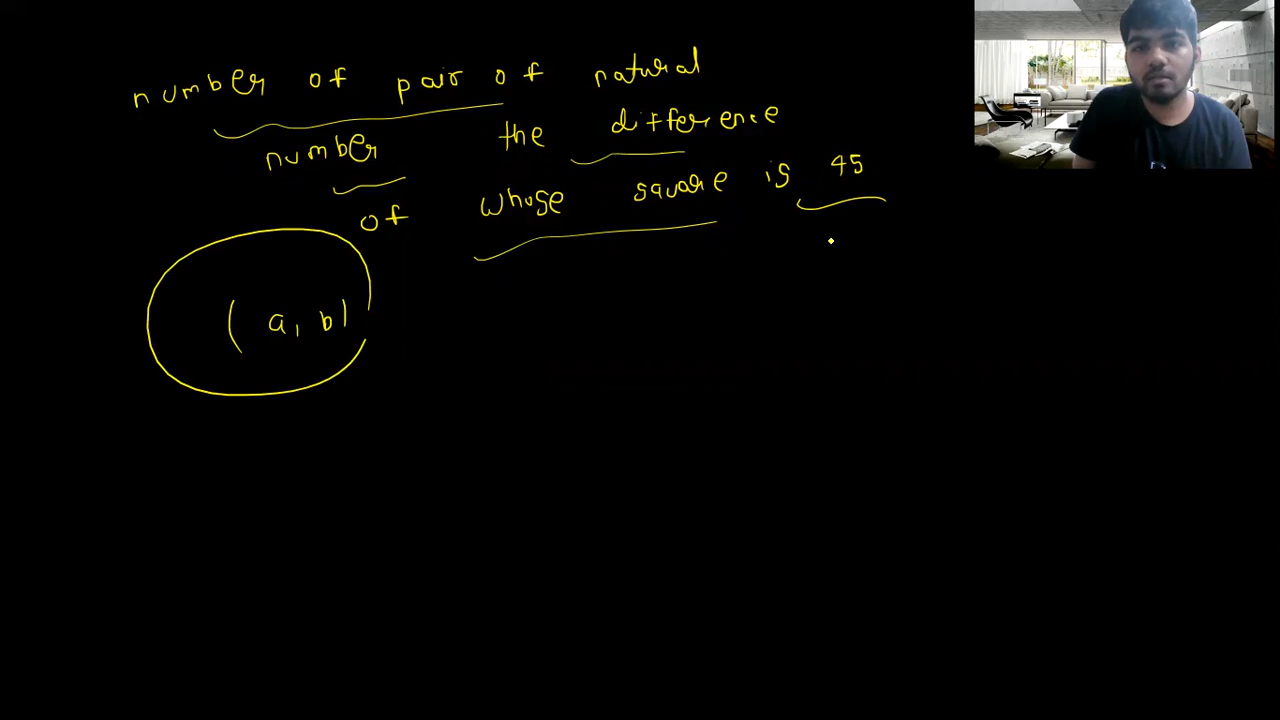 number of pair of natural
number the difference
of whose square is 45
(a, b)